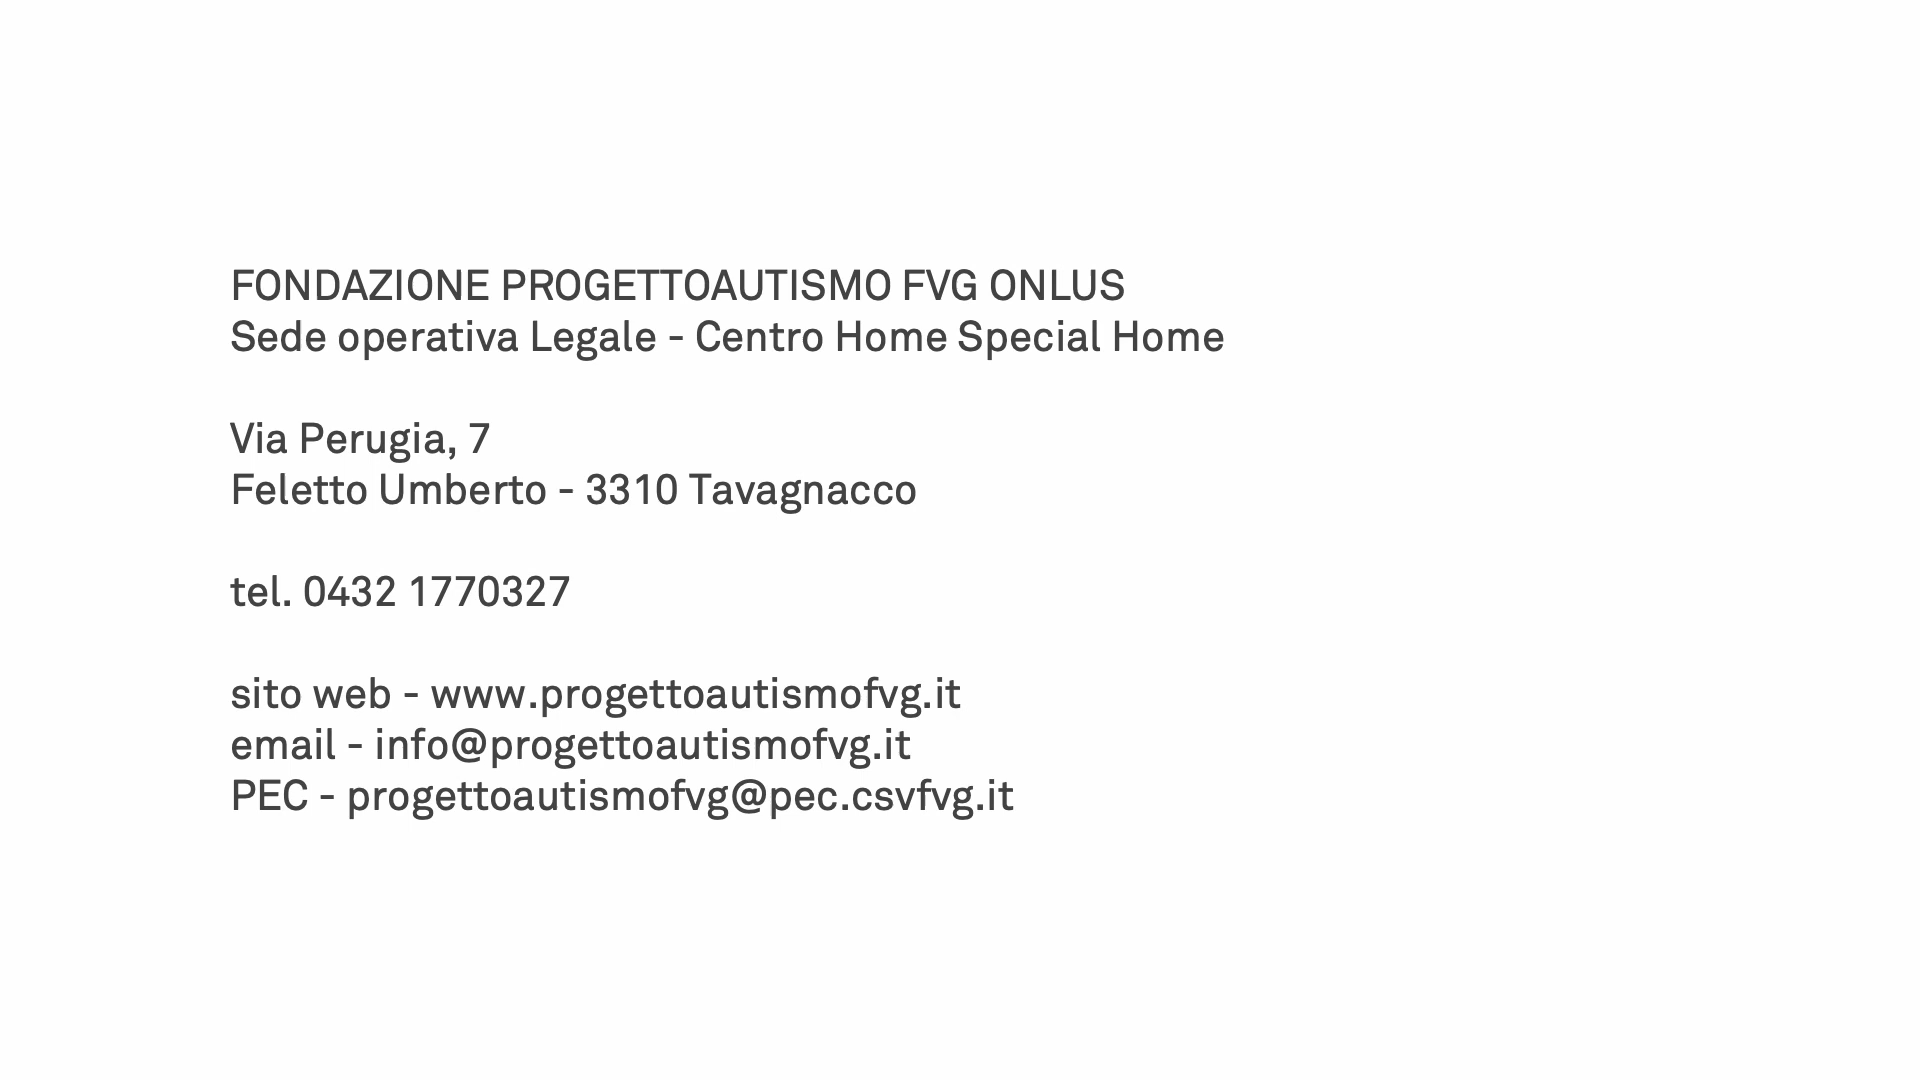 FONDAZIONE PROGETTOAUTISMO FVG ONLUS
Sede operativa Legale - Centro Home Special Home
Via Perugia, 7
Feletto Umberto - 3310 Tavagnacco
tel. 0432 1770327
sito web - www.progettoautismofvg.it
email - info@progettoautismofvg.it
PEC - progettoautismofvg@pec.csvfvg.it